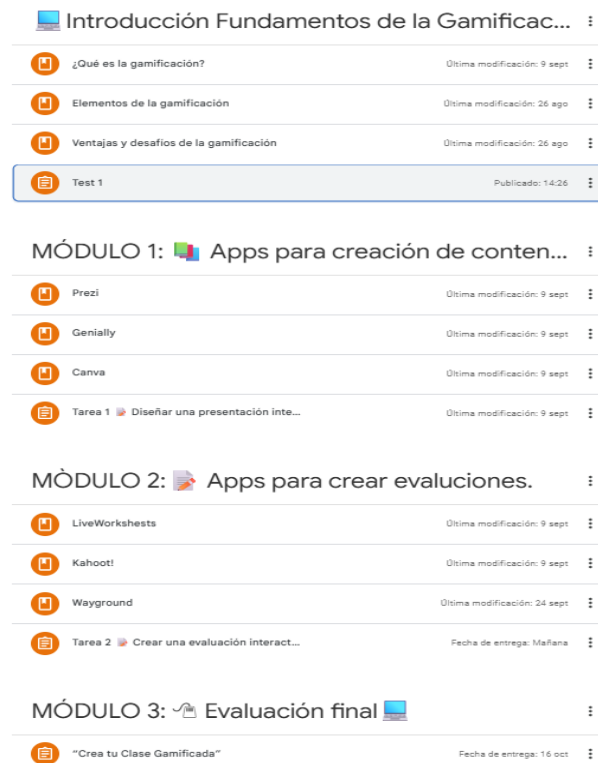 💻 Introducción Fundamentos de la Gamificac...
¿Qué es la gamificación? Última modificación: 9 sept
Elementos de la gamificación Última modificación: 26 ago
Ventajas y desafíos de la gamificación Última modificación: 26 ago
Test 1 Publicado: 14:26
MÓDULO 1: 📚 Apps para creación de conten...
Prezi Última modificación: 9 sept
Genially Última modificación: 9 sept
Canva Última modificación: 9 sept
Tarea 1 📝 Diseñar una presentación inte... Última modificación: 9 sept
MÒDULO 2: 📝 Apps para crear evaluciones.
LiveWorkshests Última modificación: 9 sept
Kahoot! Última modificación: 9 sept
Wayground Última modificación: 24 sept
Tarea 2 📝 Crear una evaluación interact... Fecha de entrega: Mañana
MÓDULO 3: 🖱 Evaluación final 💻
"Crea tu Clase Gamificada" Fecha de entrega: 16 oct